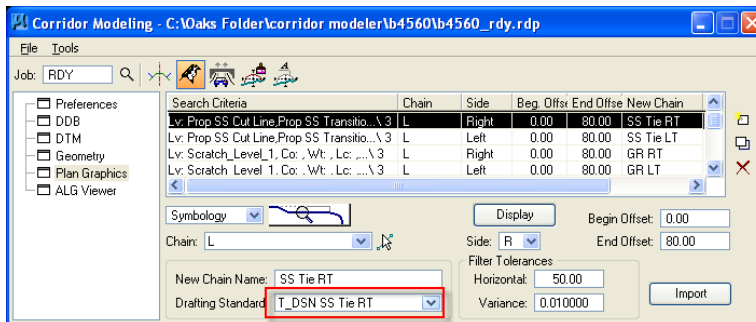 Corridor Modeling - C:\Oaks Folder\corridor modeler\b4560\b4560_rdy.rdp
File Tools
Job: RDY
Preferences
DDB
DTM
Geometry
Plan Graphics
ALG Viewer
Search Criteria Chain Side Beg. Offse End Offse New Chain
Lv: Prop SS Cut Line,Prop SS Transitio...\ 3 L Right 0.00 80.00 SS Tie RT
Lv: Prop SS Cut Line,Prop SS Transitio...\ 3 L Left 0.00 80.00 SS Tie LT
Lv: Scratch_Level_1, Co: , Wt: , Lc: ,...\ 3 L Right 0.00 80.00 GR RT
Lv: Scratch Level 1. Co: . Wt: . Lc: ....\ 3 L Left 0.00 80.00 GR LT
Symbology
Display
Begin Offset: 0.00
Chain: L
Side: R
End Offset: 80.00
Filter Tolerances
New Chain Name: SS Tie RT
Horizontal: 50.00
Import
Drafting Standard T_DSN SS Tie RT
Variance: 0.010000